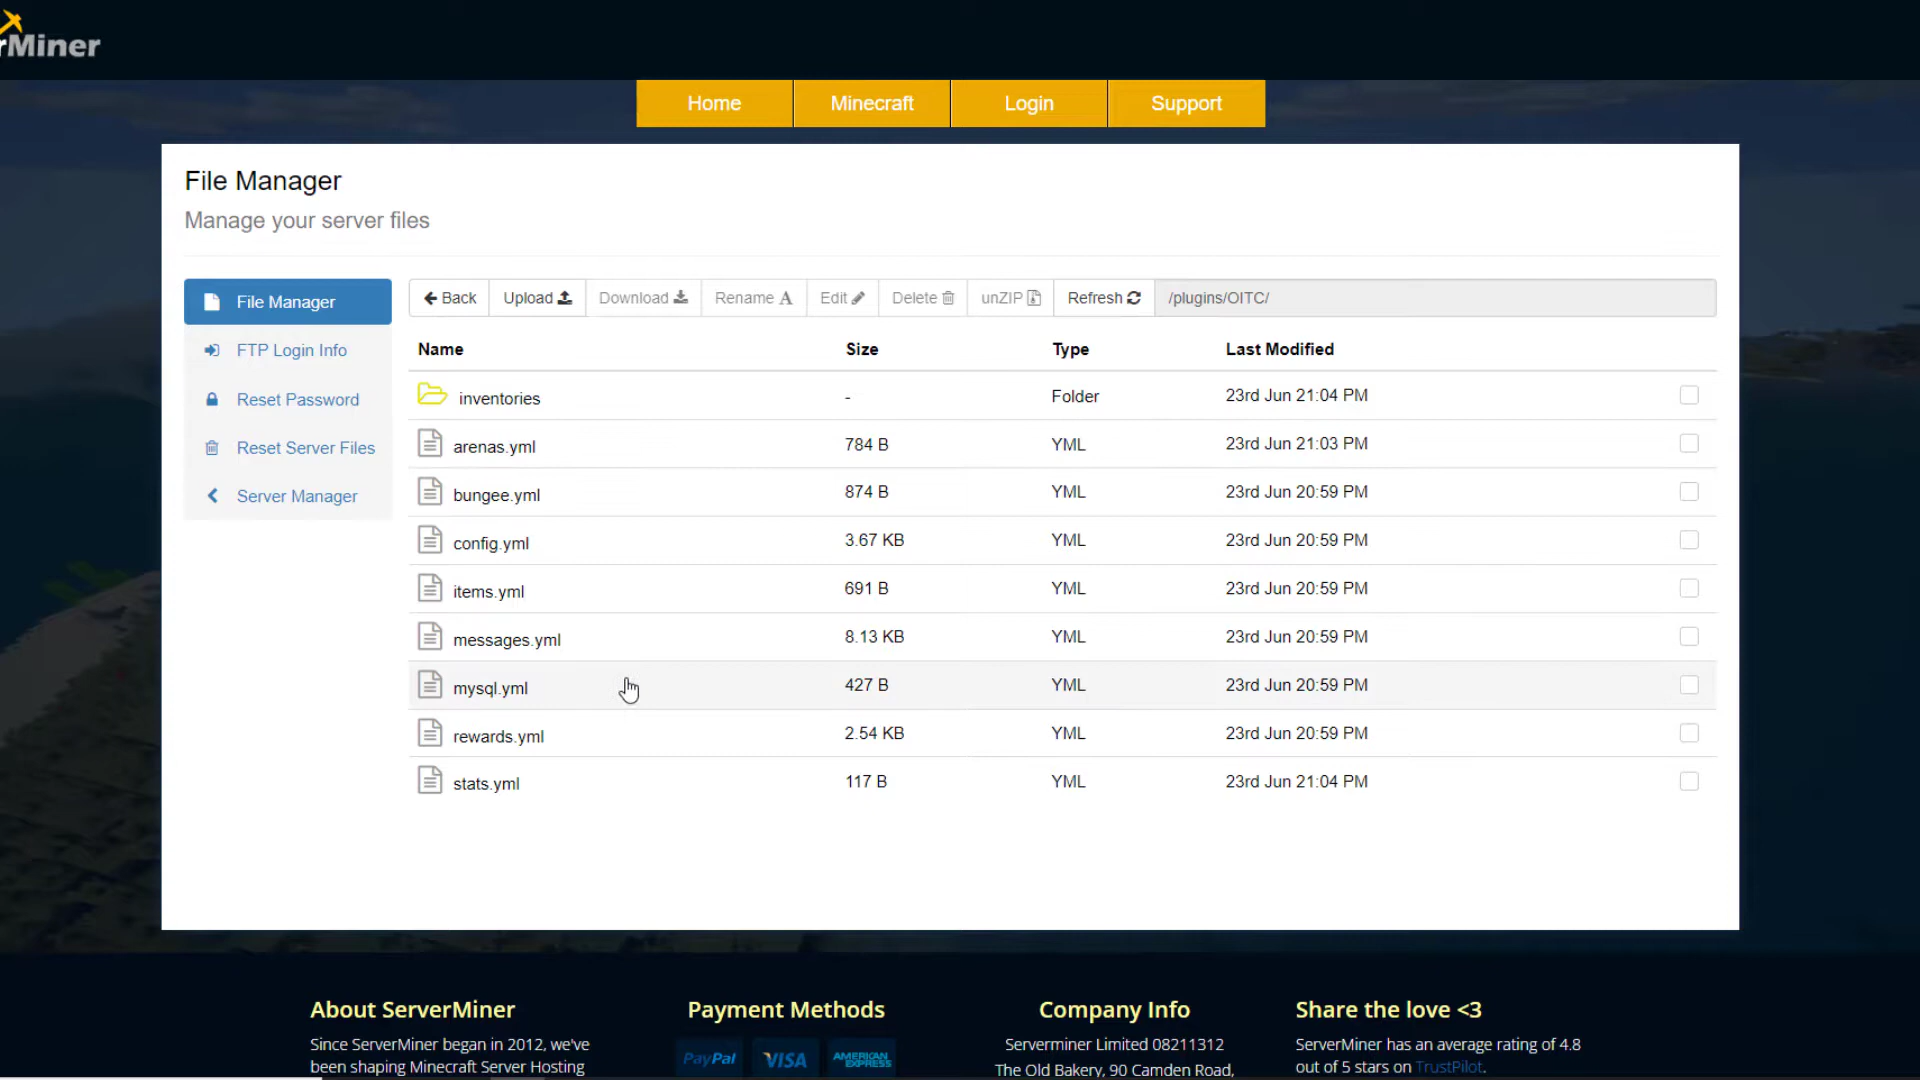 rMiner
Home Minecraft Login Support
File Manager
Manage your server files
File Manager
FTP Login Info
Reset Password
Reset Server Files
Server Manager
Back Upload Download Rename Edit Delete unZIP Refresh /plugins/OITC/
Name Size Type Last Modified
inventories - Folder 23rd Jun 21:04 PM
arenas.yml 784 B YML 23rd Jun 21:03 PM
bungee.yml 874 B YML 23rd Jun 20:59 PM
config.yml 3.67 KB YML 23rd Jun 20:59 PM
items.yml 691 B YML 23rd Jun 20:59 PM
messages.yml 8.13 KB YML 23rd Jun 20:59 PM
mysql.yml 427 B YML 23rd Jun 20:59 PM
rewards.yml 2.54 KB YML 23rd Jun 20:59 PM
stats.yml 117 B YML 23rd Jun 21:04 PM
About ServerMiner
Since ServerMiner began in 2012, we've
been shaping Minecraft Server Hosting
Payment Methods
PayPal VISA AMERICAN EXPRESS
Company Info
Serverminer Limited 08211312
The Old Bakery, 90 Camden Road,
Share the love <3
ServerMiner has an average rating of 4.8
out of 5 stars on TrustPilot.